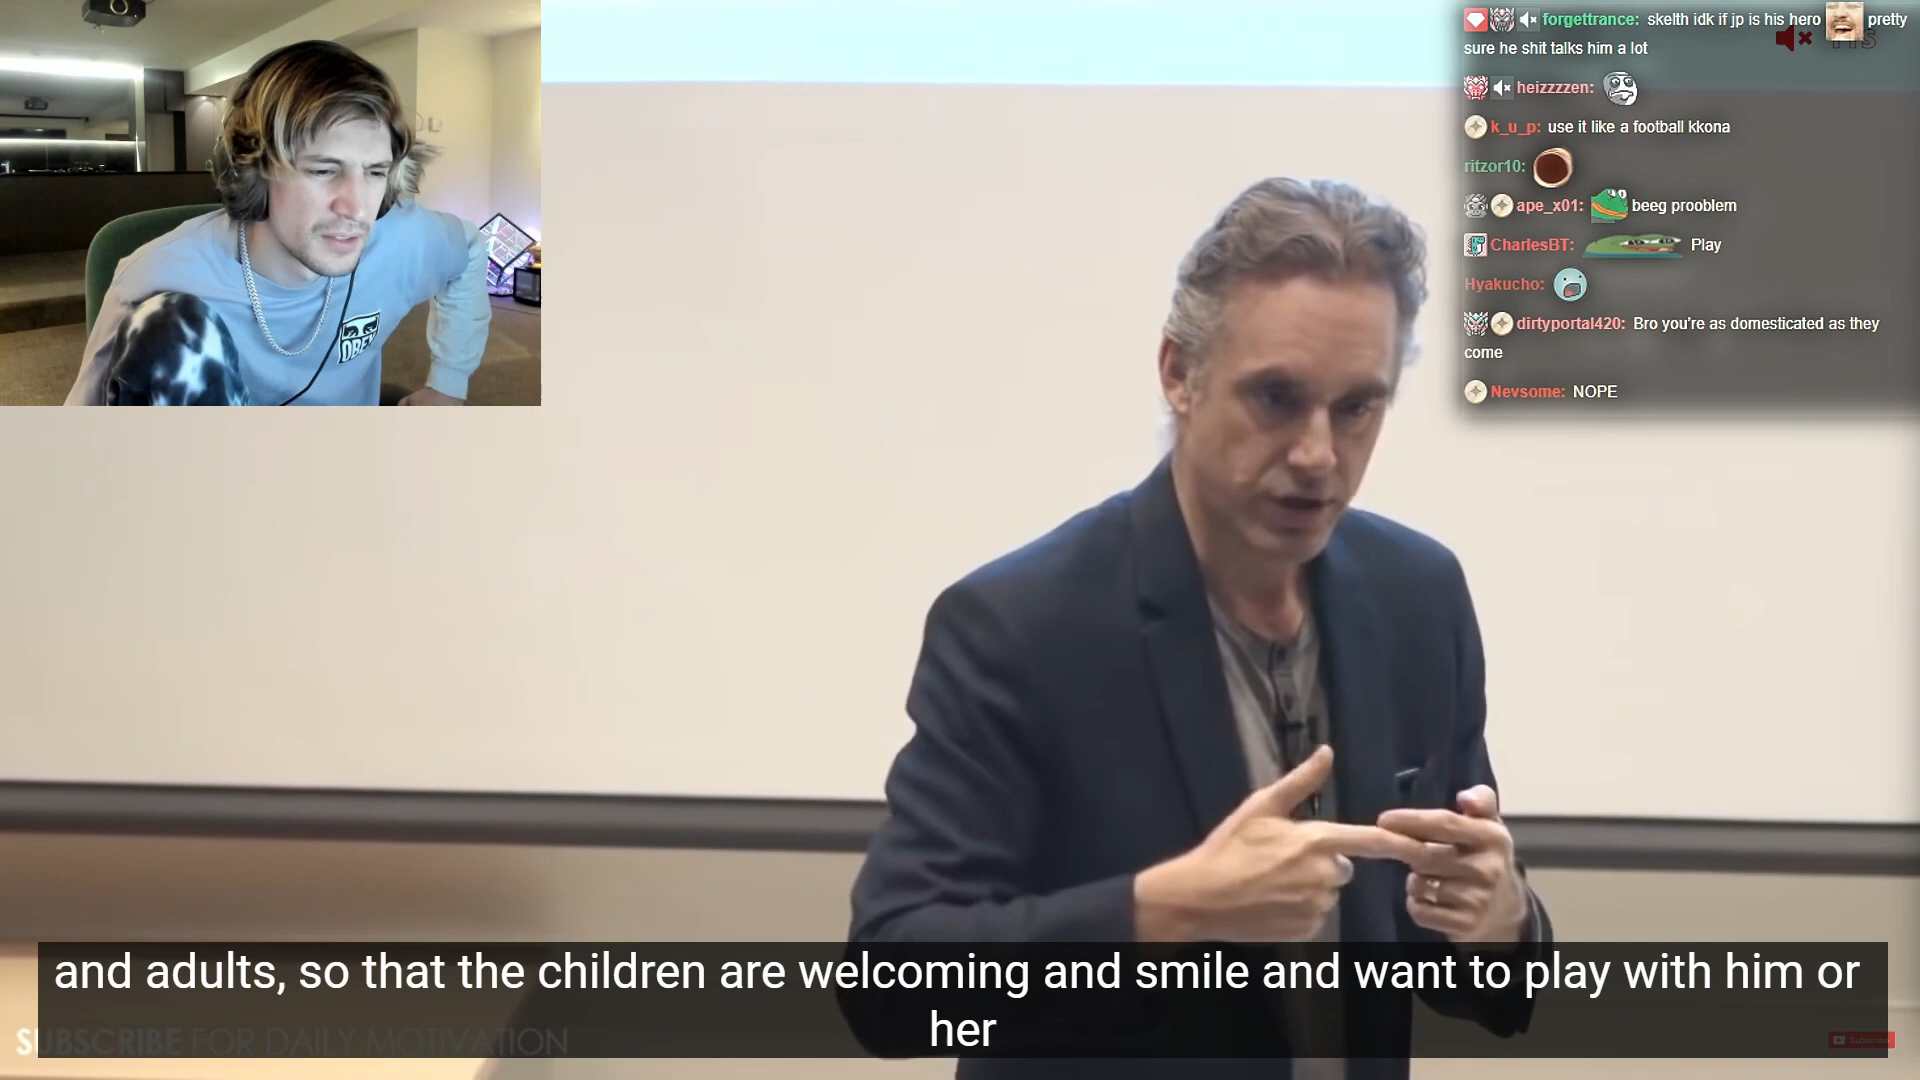 forgettrance: skelth idk if jp is his hero pretty
sure he shit talks him a lot
heizzzzen:
k_u_p: use it like a football kkona
ritzor10:
ape_x01: beeg prooblem
CharlesBT: Play
Hyakucho:
dirtyportal420: Bro you're as domesticated as they
come
Nevsome: NOPE
OBEY
and adults, so that the children are welcoming and smile and want to play with him or
her
SUBSCRIBE FOR DAILY MOTIVATION
Subscribe